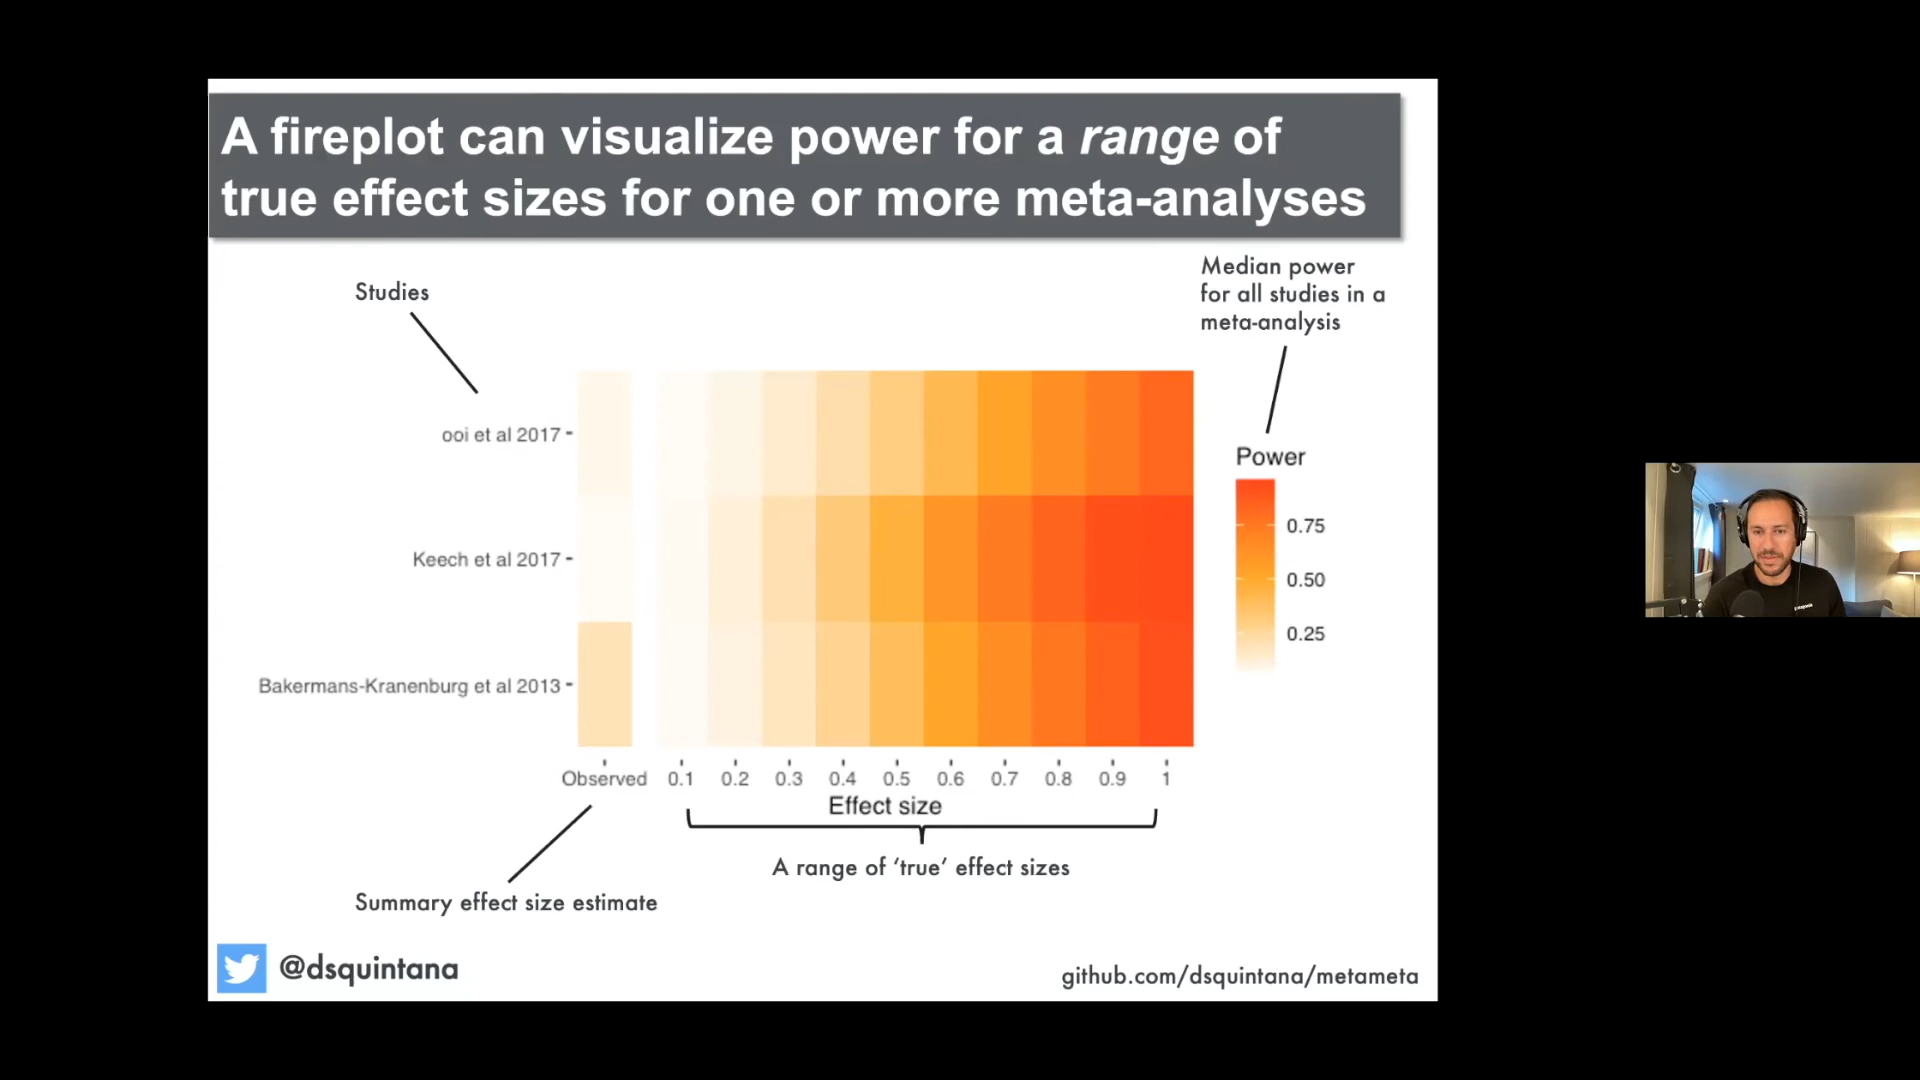 A fireplot can visualize power for a range of
true effect sizes for one or more meta-analyses
Studies
Median power
for all studies in a
meta-analysis
ooi et al 2017
Keech et al 2017
Bakermans-Kranenburg et al 2013
Power
0.75
0.50
0.25
Observed 0.1 0.2 0.3 0.4 0.5 0.6 0.7 0.8 0.9 1
Effect size
A range of ‘true’ effect sizes
Summary effect size estimate
@dsquintana
github.com/dsquintana/metameta